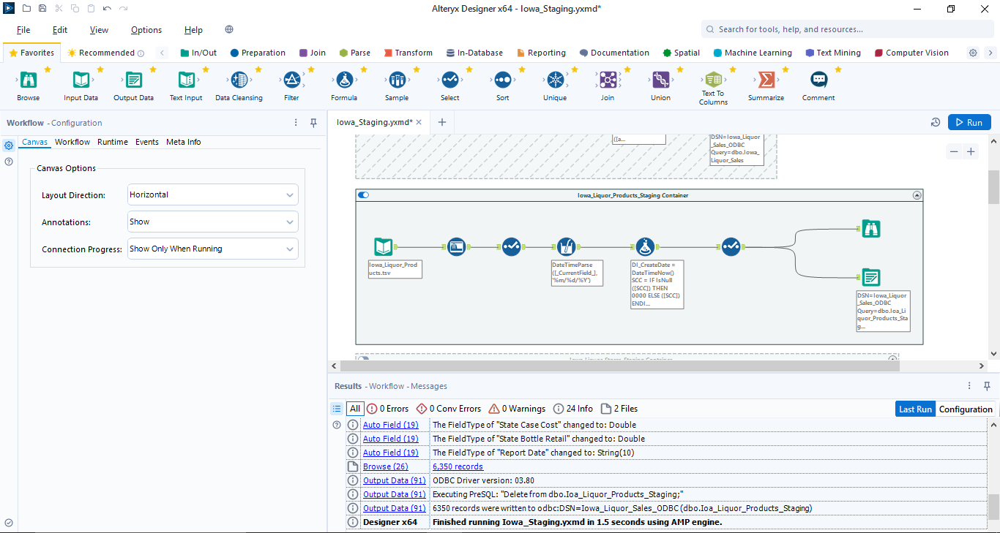 Alteryx Designer x64 - Iowa_Staging.yxmd*
File Edit View Options Help
Search for tools, help, and resources...
Favorites Recommended In/Out Preparation Join Parse Transform In-Database Reporting Documentation Spatial Machine Learning Text Mining Computer Vision
Browse Input Data Output Data Text Input Data Cleansing Filter Formula Sample Select Sort Unique Join Union Text To Columns Summarize Comment
Workflow - Configuration
Canvas Workflow Runtime Events Meta Info
Canvas Options
Layout Direction: Horizontal
Annotations: Show
Connection Progress: Show Only When Running
Iowa_Staging.yxmd*
Run
([a...
DSN=Iowa_Liquor
_Sales_ODBC
Query=dbo.Iowa_
Liquor_Sales
Iowa_Liquor_Products_Staging Container
Iowa_Liquor_Prod
ucts.tsv
DateTimeParse
([_CurrentField_],
'%m/%d/%Y')
DI_CreateDate =
DateTimeNow()
SCC = IF IsNull
([SCC]) THEN
0000 ELSE ([SCC])
ENDI...
DSN=Iowa_Liquor
_Sales_ODBC
Query=dbo.Ioa_Li
quor_Products_Sta
g...
Results - Workflow - Messages
All 0 Errors 0 Conv Errors 0 Warnings 24 Info 2 Files
Last Run Configuration
Auto Field (19) The FieldType of "State Case Cost" changed to: Double
Auto Field (19) The FieldType of "State Bottle Retail" changed to: Double
Auto Field (19) The FieldType of "Report Date" changed to: String(10)
Browse (26) 6,350 records
Output Data (91) ODBC Driver version: 03.80
Output Data (91) Executing PreSQL: "Delete from dbo.Ioa_Liquor_Products_Staging;"
Output Data (91) 6350 records were written to odbc:DSN=Iowa_Liquor_Sales_ODBC (dbo.Ioa_Liquor_Products_Staging)
Designer x64 Finished running Iowa_Staging.yxmd in 1.5 seconds using AMP engine.